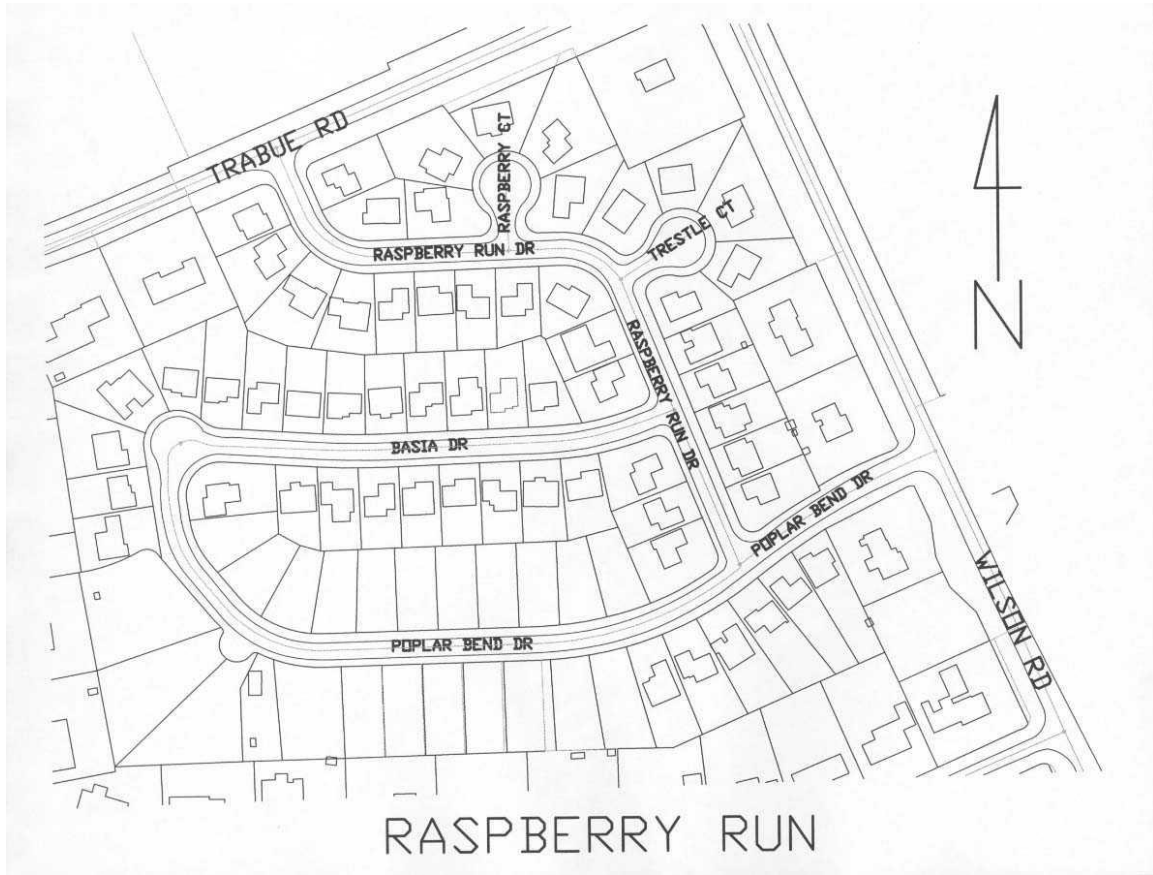 TRABUE RD
RASPBERRY CT
RASPBERRY RUN DR
TRESTLE CT
RASPBERRY RUN DR
BASIA DR
POPLAR BEND DR
POPLAR BEND DR
WILSON RD
N
RASPBERRY RUN